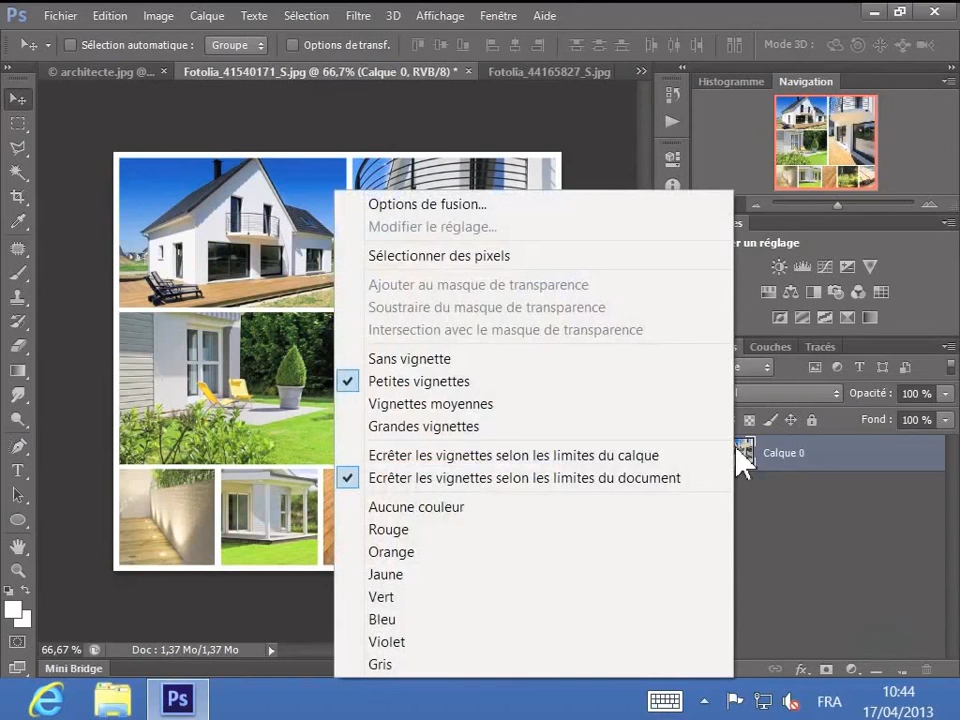 Ps Fichier Edition Image Calque Texte Sélection Filtre 3D Affichage Fenêtre Aide
Sélection automatique : Groupe Options de transf. Mode 3D :
© architecte.jpg @ ... × Fotolia_41540171_S.jpg @ 66,7% (Calque 0, RVB/8) * × Fotolia_44165827_S.jpg
Histogramme Navigation
Options de fusion...
Modifier le réglage...
Sélectionner des pixels
Ajouter au masque de transparence
Soustraire du masque de transparence
Intersection avec le masque de transparence
Sans vignette
Petites vignettes
Vignettes moyennes
Grandes vignettes
Ecrêter les vignettes selon les limites du calque
Ecrêter les vignettes selon les limites du document
Aucune couleur
Rouge
Orange
Jaune
Vert
Bleu
Violet
Gris
un réglage
Couches Tracés
Opacité : 100 %
Fond : 100 %
Calque 0
66,67 % Doc : 1,37 Mo/1,37 Mo
Mini Bridge
Ps
FRA
10:44
17/04/2013